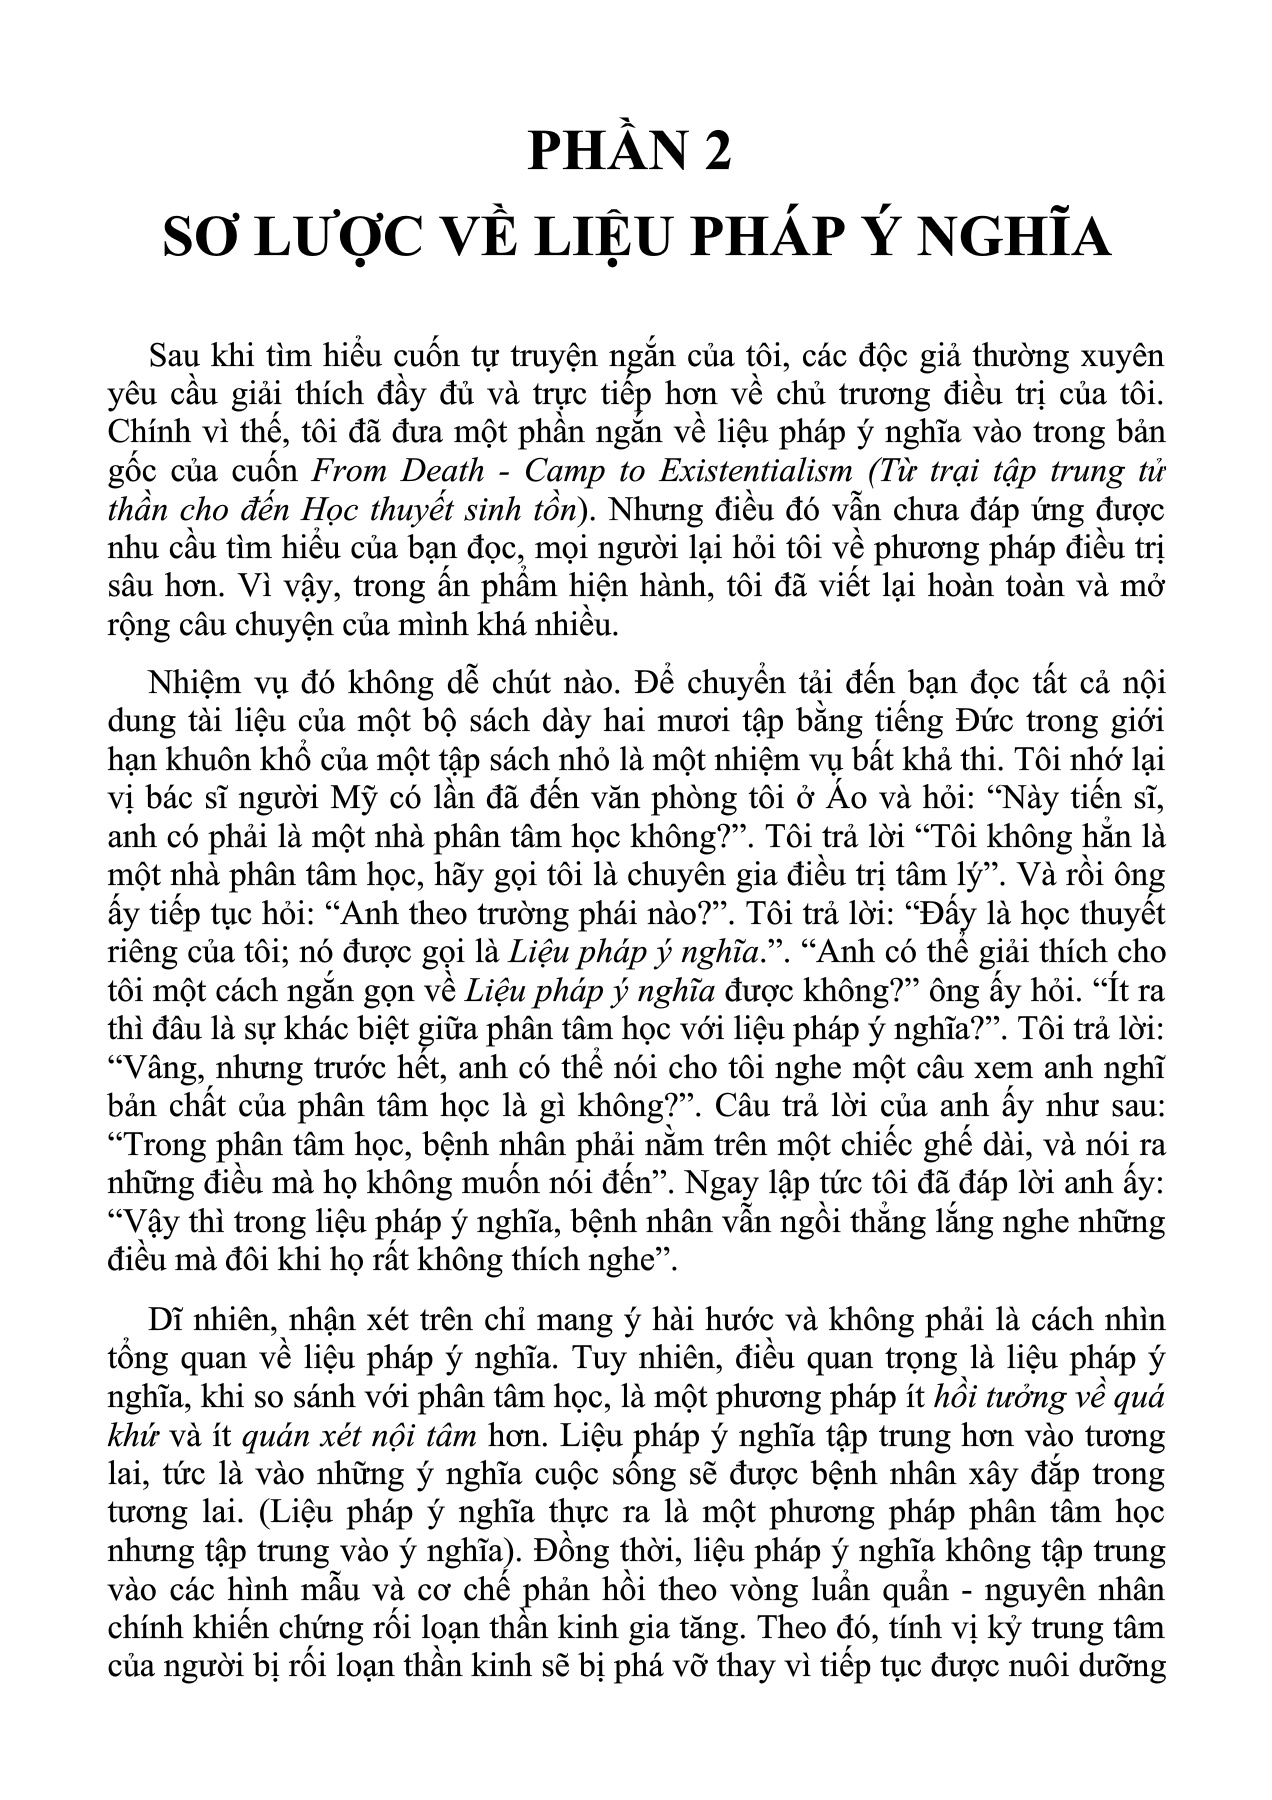 PHẦN 2
SƠ LƯỢC VỀ LIỆU PHÁP Ý NGHĨA
Sau khi tìm hiểu cuốn tự truyện ngắn của tôi, các độc giả thường xuyên
yêu cầu giải thích đầy đủ và trực tiếp hơn về chủ trương điều trị của tôi.
Chính vì thế, tôi đã đưa một phần ngắn về liệu pháp ý nghĩa vào trong bản
gốc của cuốn From Death - Camp to Existentialism (Từ trại tập trung tử
thần cho đến Học thuyết sinh tồn). Nhưng điều đó vẫn chưa đáp ứng được
nhu cầu tìm hiểu của bạn đọc, mọi người lại hỏi tôi về phương pháp điều trị
sâu hơn. Vì vậy, trong ấn phẩm hiện hành, tôi đã viết lại hoàn toàn và mở
rộng câu chuyện của mình khá nhiều.
Nhiệm vụ đó không dễ chút nào. Để chuyển tải đến bạn đọc tất cả nội
dung tài liệu của một bộ sách dày hai mươi tập bằng tiếng Đức trong giới
hạn khuôn khổ của một tập sách nhỏ là một nhiệm vụ bất khả thi. Tôi nhớ lại
vị bác sĩ người Mỹ có lần đã đến văn phòng tôi ở Áo và hỏi: “Này tiến sĩ,
anh có phải là một nhà phân tâm học không?”. Tôi trả lời “Tôi không hẳn là
một nhà phân tâm học, hãy gọi tôi là chuyên gia điều trị tâm lý”. Và rồi ông
ấy tiếp tục hỏi: “Anh theo trường phái nào?”. Tôi trả lời: “Đấy là học thuyết
riêng của tôi; nó được gọi là Liệu pháp ý nghĩa.”. “Anh có thể giải thích cho
tôi một cách ngắn gọn về Liệu pháp ý nghĩa được không?” ông ấy hỏi. “Ít ra
thì đâu là sự khác biệt giữa phân tâm học với liệu pháp ý nghĩa?”. Tôi trả lời:
“Vâng, nhưng trước hết, anh có thể nói cho tôi nghe một câu xem anh nghĩ
bản chất của phân tâm học là gì không?”. Câu trả lời của anh ấy như sau:
“Trong phân tâm học, bệnh nhân phải nằm trên một chiếc ghế dài, và nói ra
những điều mà họ không muốn nói đến”. Ngay lập tức tôi đã đáp lời anh ấy:
“Vậy thì trong liệu pháp ý nghĩa, bệnh nhân vẫn ngồi thẳng lắng nghe những
điều mà đôi khi họ rất không thích nghe”.
Dĩ nhiên, nhận xét trên chỉ mang ý hài hước và không phải là cách nhìn
tổng quan về liệu pháp ý nghĩa. Tuy nhiên, điều quan trọng là liệu pháp ý
nghĩa, khi so sánh với phân tâm học, là một phương pháp ít hồi tưởng về quá
khứ và ít quán xét nội tâm hơn. Liệu pháp ý nghĩa tập trung hơn vào tương
lai, tức là vào những ý nghĩa cuộc sống sẽ được bệnh nhân xây đắp trong
tương lai. (Liệu pháp ý nghĩa thực ra là một phương pháp phân tâm học
nhưng tập trung vào ý nghĩa). Đồng thời, liệu pháp ý nghĩa không tập trung
vào các hình mẫu và cơ chế phản hồi theo vòng luẩn quẩn - nguyên nhân
chính khiến chứng rối loạn thần kinh gia tăng. Theo đó, tính vị kỷ trung tâm
của người bị rối loạn thần kinh sẽ bị phá vỡ thay vì tiếp tục được nuôi dưỡng